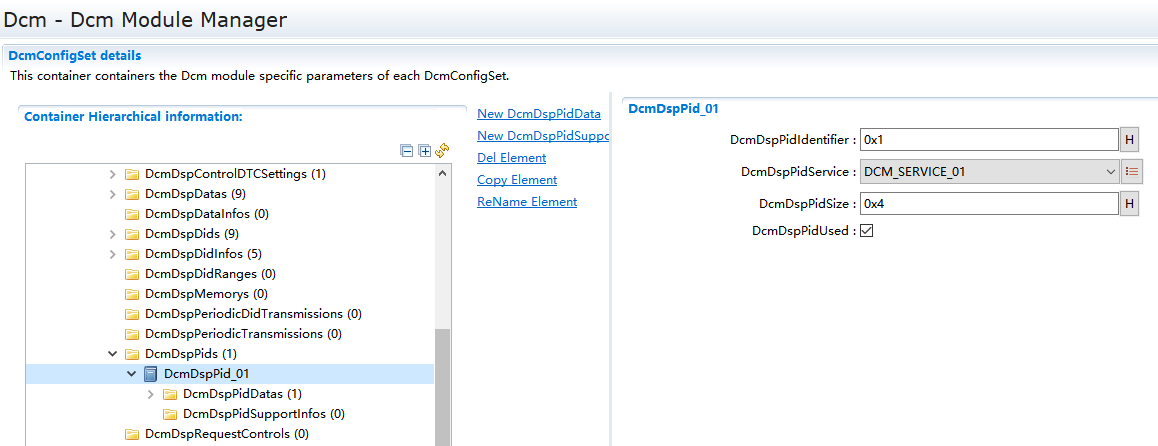 Dcm - Dcm Module Manager
DcmConfigSet details
This container containers the Dcm module specific parameters of each DcmConfigSet.
Container Hierarchical information:
DcmDspControlDTCSettings (1)
DcmDspDatas (9)
DcmDspDataInfos (0)
DcmDspDids (9)
DcmDspDidInfos (5)
DcmDspDidRanges (0)
DcmDspMemorys (0)
DcmDspPeriodicDidTransmissions (0)
DcmDspPeriodicTransmissions (0)
DcmDspPids (1)
DcmDspPid_01
DcmDspPidDatas (1)
DcmDspPidSupportInfos (0)
DcmDspRequestControls (0)
New DcmDspPidData
New DcmDspPidSuppo
Del Element
Copy Element
ReName Element
DcmDspPid_01
DcmDspPidIdentifier : 0x1 H
DcmDspPidService : DCM_SERVICE_01
DcmDspPidSize : 0x4 H
DcmDspPidUsed :